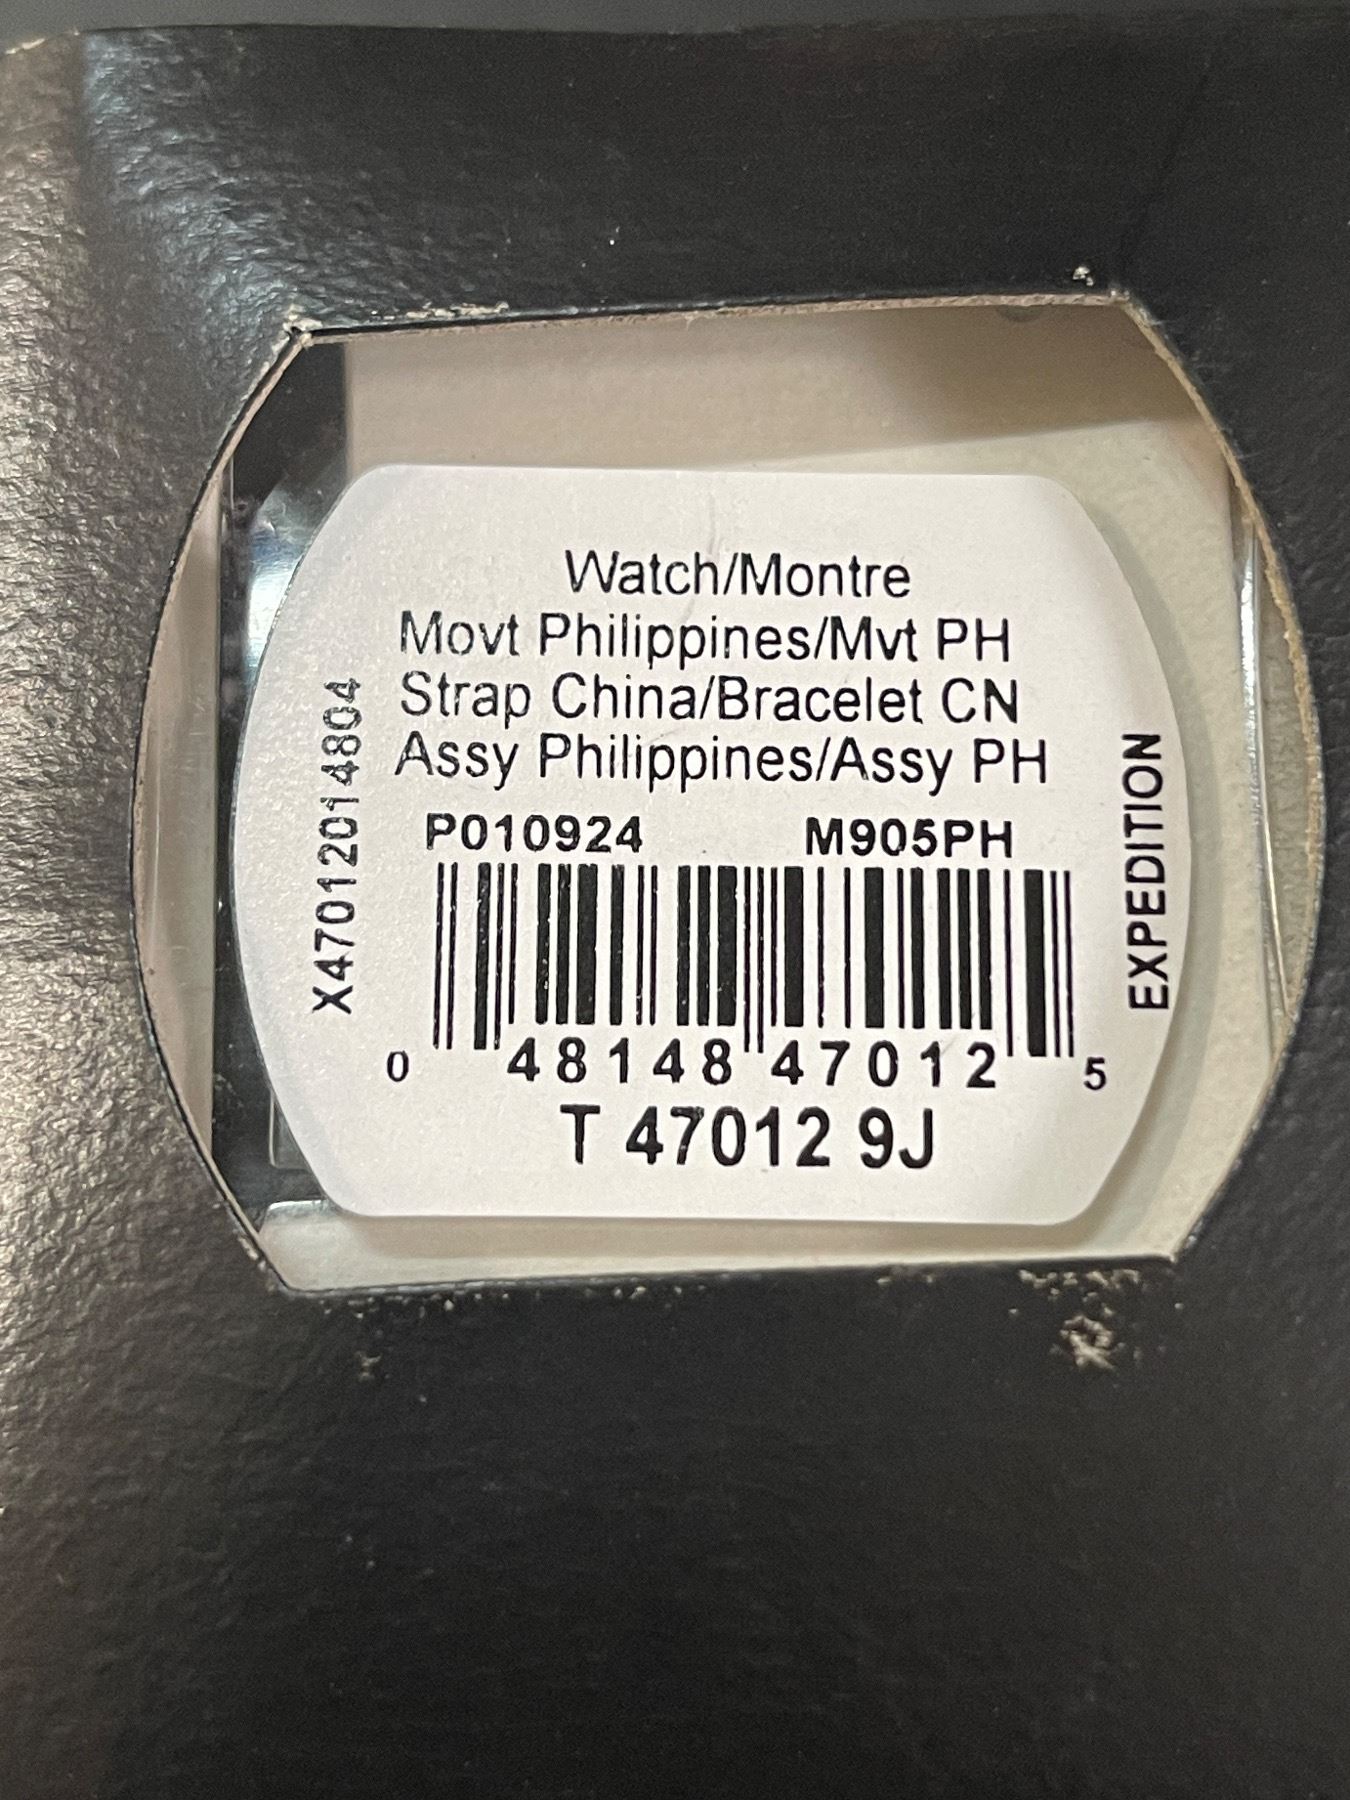 Watch/Montre
Movt Philippines/Mvt PH
Strap China/Bracelet CN
Assy Philippines/Assy PH
X4712014804
EXPEDITION
P010924 M905PH
0 48148 47012 5
T 47012 9J